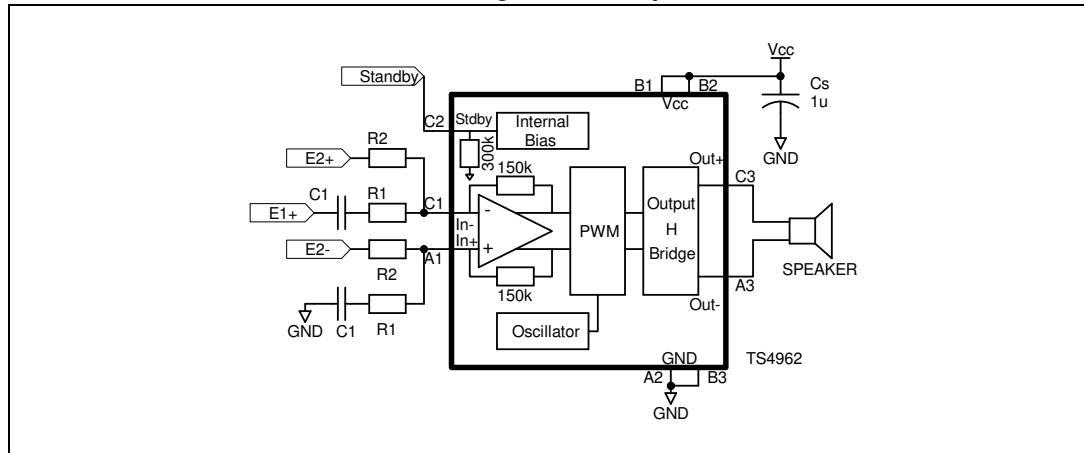 Vcc
Cs
1u
GND
Standby
B1
B2
Vcc
C2
Stdby
Internal
Bias
300k
R2
E2+
150k
Out+
C3
C1
R1
C1
E1+
-
In-
In+
+
PWM
Output
H
Bridge
SPEAKER
E2-
A1
R2
150k
A3
Out-
GND
C1
R1
Oscillator
GND
TS4962
A2
B3
GND